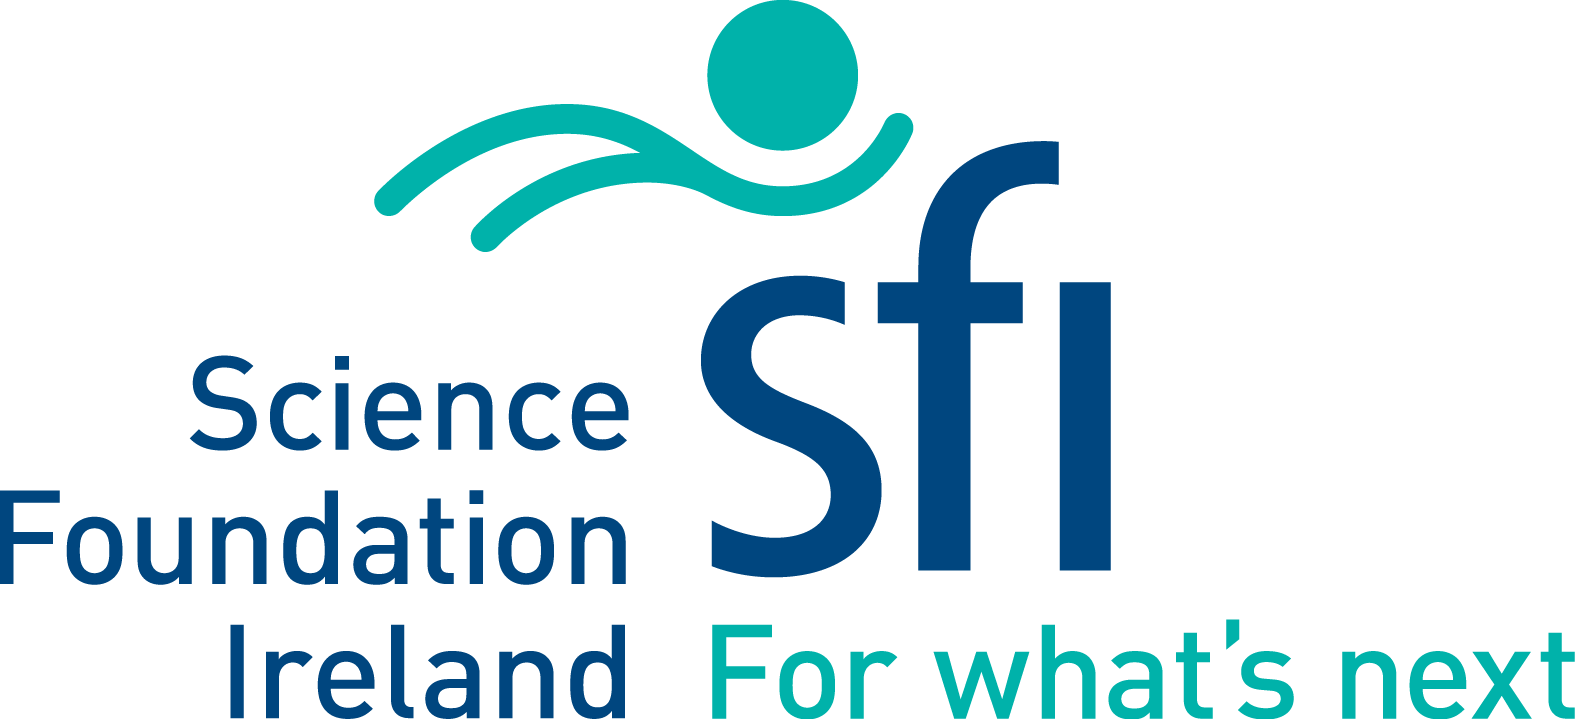 sfi
Science
Foundation
Ireland
For what's next